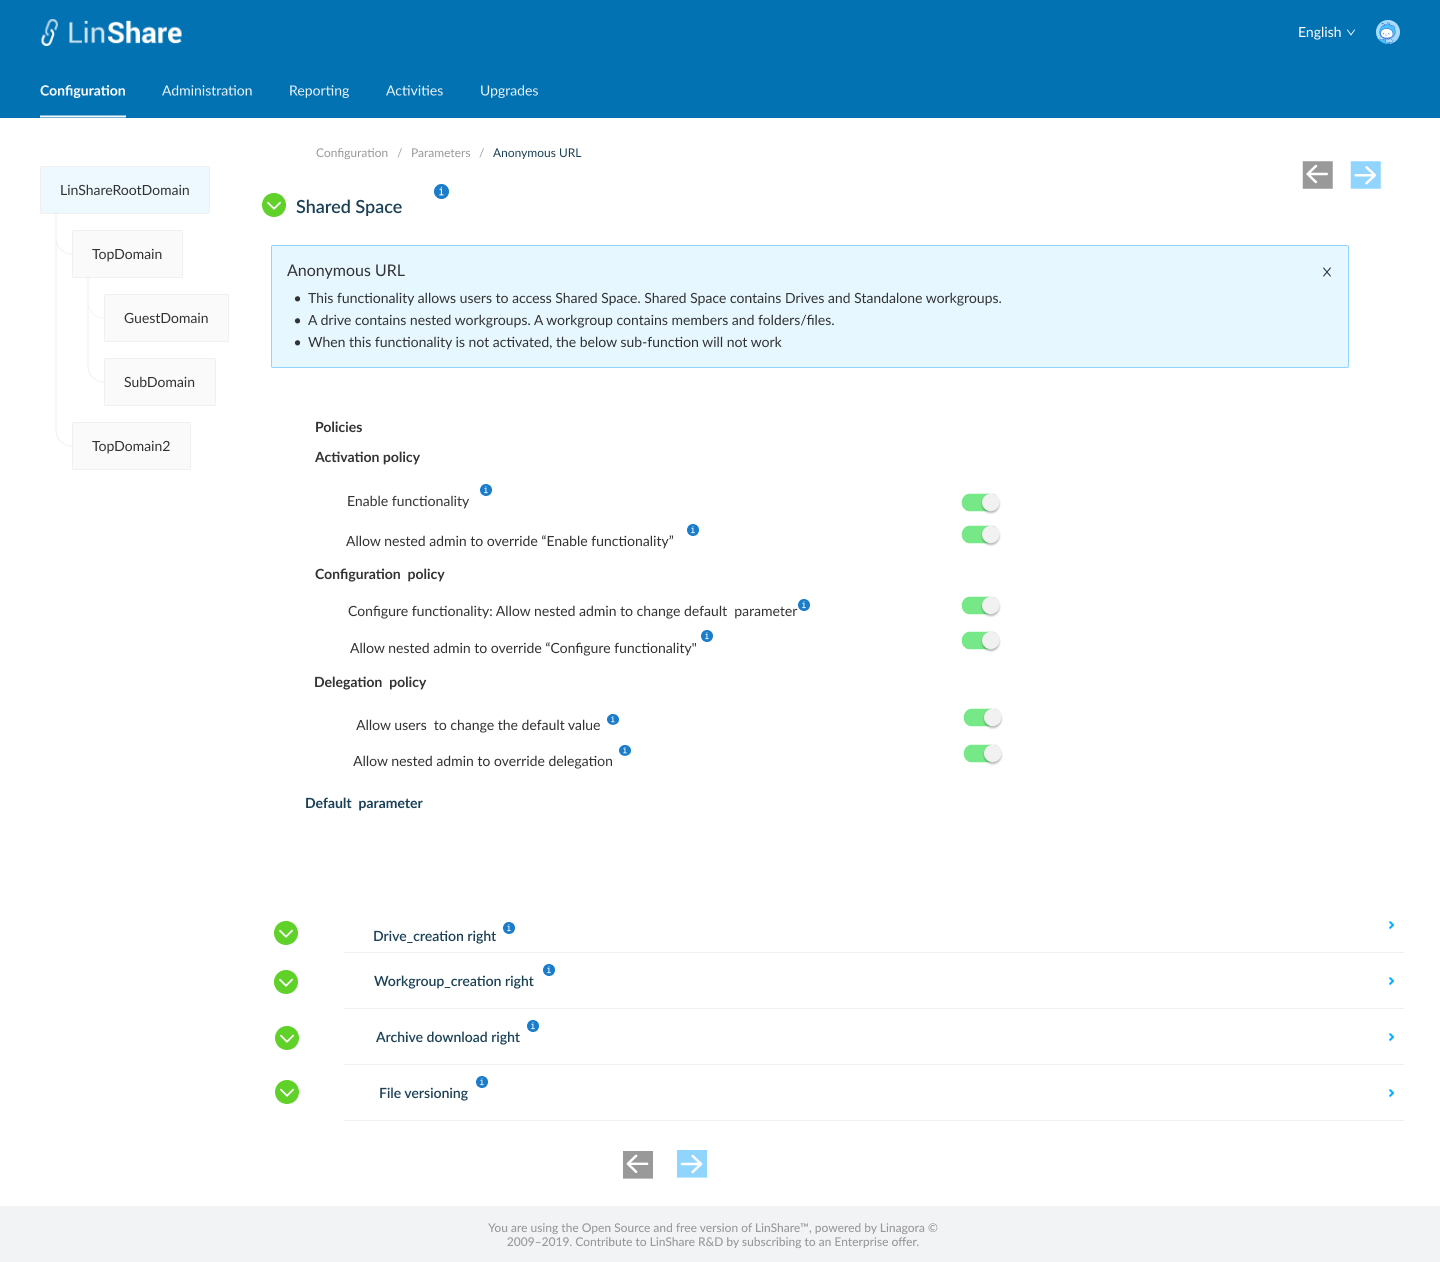 LinShare
English
Configuration Administration Reporting Activities Upgrades
Configuration / Parameters / Anonymous URL
LinShareRootDomain
TopDomain
GuestDomain
SubDomain
TopDomain2
Shared Space
Anonymous URL
X
• This functionality allows users to access Shared Space. Shared Space contains Drives and Standalone workgroups.
• A drive contains nested workgroups. A workgroup contains members and folders/files.
• When this functionality is not activated, the below sub-function will not work
Policies
Activation policy
Enable functionality
Allow nested admin to override “Enable functionality”
Configuration policy
Configure functionality: Allow nested admin to change default parameter
Allow nested admin to override “Configure functionality"
Delegation policy
Allow users to change the default value
Allow nested admin to override delegation
Default parameter
Drive_creation right
Workgroup_creation right
Archive download right
File versioning
You are using the Open Source and free version of LinShare™, powered by Linagora ©
2009–2019. Contribute to LinShare R&D by subscribing to an Enterprise offer.